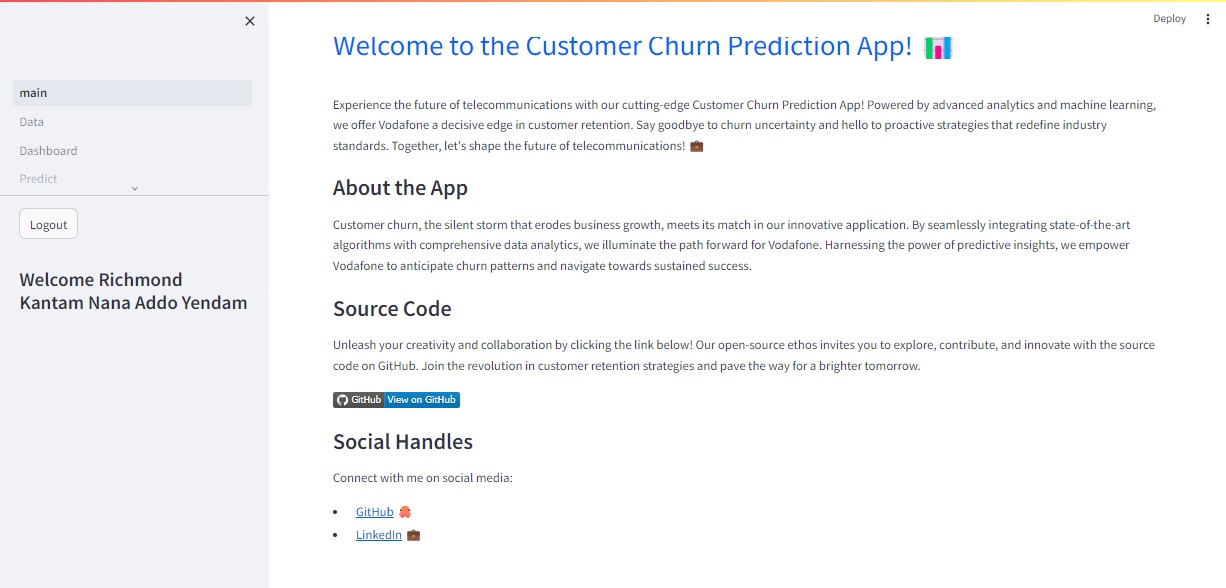 Deploy
main
Data
Dashboard
Predict
Logout
Welcome Richmond
Kantam Nana Addo Yendam
Welcome to the Customer Churn Prediction App!
Experience the future of telecommunications with our cutting-edge Customer Churn Prediction App! Powered by advanced analytics and machine learning,
we offer Vodafone a decisive edge in customer retention. Say goodbye to churn uncertainty and hello to proactive strategies that redefine industry
standards. Together, let's shape the future of telecommunications!
About the App
Customer churn, the silent storm that erodes business growth, meets its match in our innovative application. By seamlessly integrating state-of-the-art
algorithms with comprehensive data analytics, we illuminate the path forward for Vodafone. Harnessing the power of predictive insights, we empower
Vodafone to anticipate churn patterns and navigate towards sustained success.
Source Code
Unleash your creativity and collaboration by clicking the link below! Our open-source ethos invites you to explore, contribute, and innovate with the source
code on GitHub. Join the revolution in customer retention strategies and pave the way for a brighter tomorrow.
GitHub View on GitHub
Social Handles
Connect with me on social media:
GitHub
LinkedIn